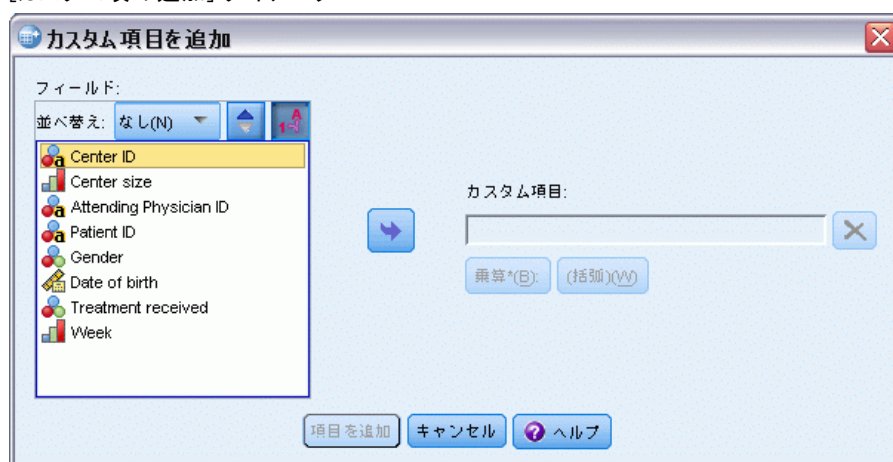 カスタム項目を追加
フィールド:
並べ替え: なし(N)
Center ID
Center size
Attending Physician ID
Patient ID
Gender
Date of birth
Treatment received
Week
カスタム項目:
乗算*(B): (括弧)(W)
項目を追加 キャンセル ヘルプ